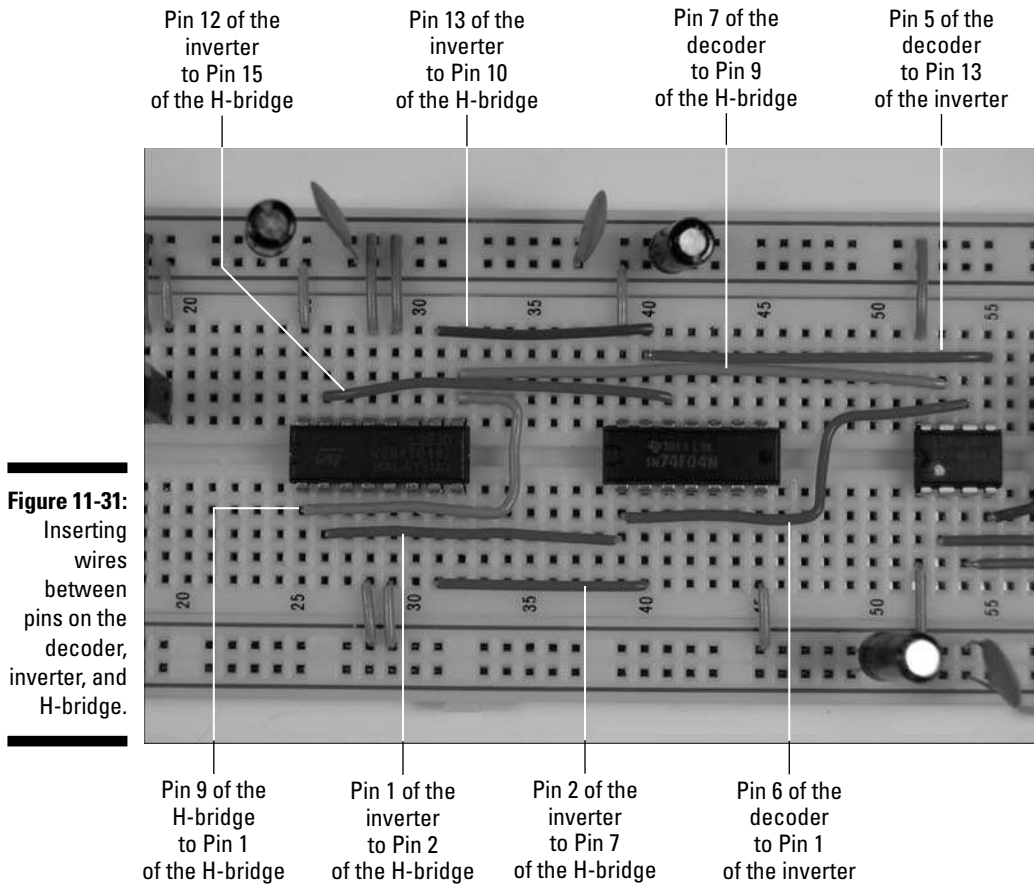 Pin 12 of the
inverter
to Pin 15
of the H-bridge
Pin 13 of the
inverter
to Pin 10
of the H-bridge
Pin 7 of the
decoder
to Pin 9
of the H-bridge
Pin 5 of the
decoder
to Pin 13
of the inverter
20
30
35
40
45
50
55
SN74F04N
Figure 11-31:
Inserting
wires
between
pins on the
decoder,
inverter, and
H-bridge.
20
25
30
35
40
50
55
Pin 9 of the
H-bridge
to Pin 1
of the H-bridge
Pin 1 of the
inverter
to Pin 2
of the H-bridge
Pin 2 of the
inverter
to Pin 7
of the H-bridge
Pin 6 of the
decoder
to Pin 1
of the inverter